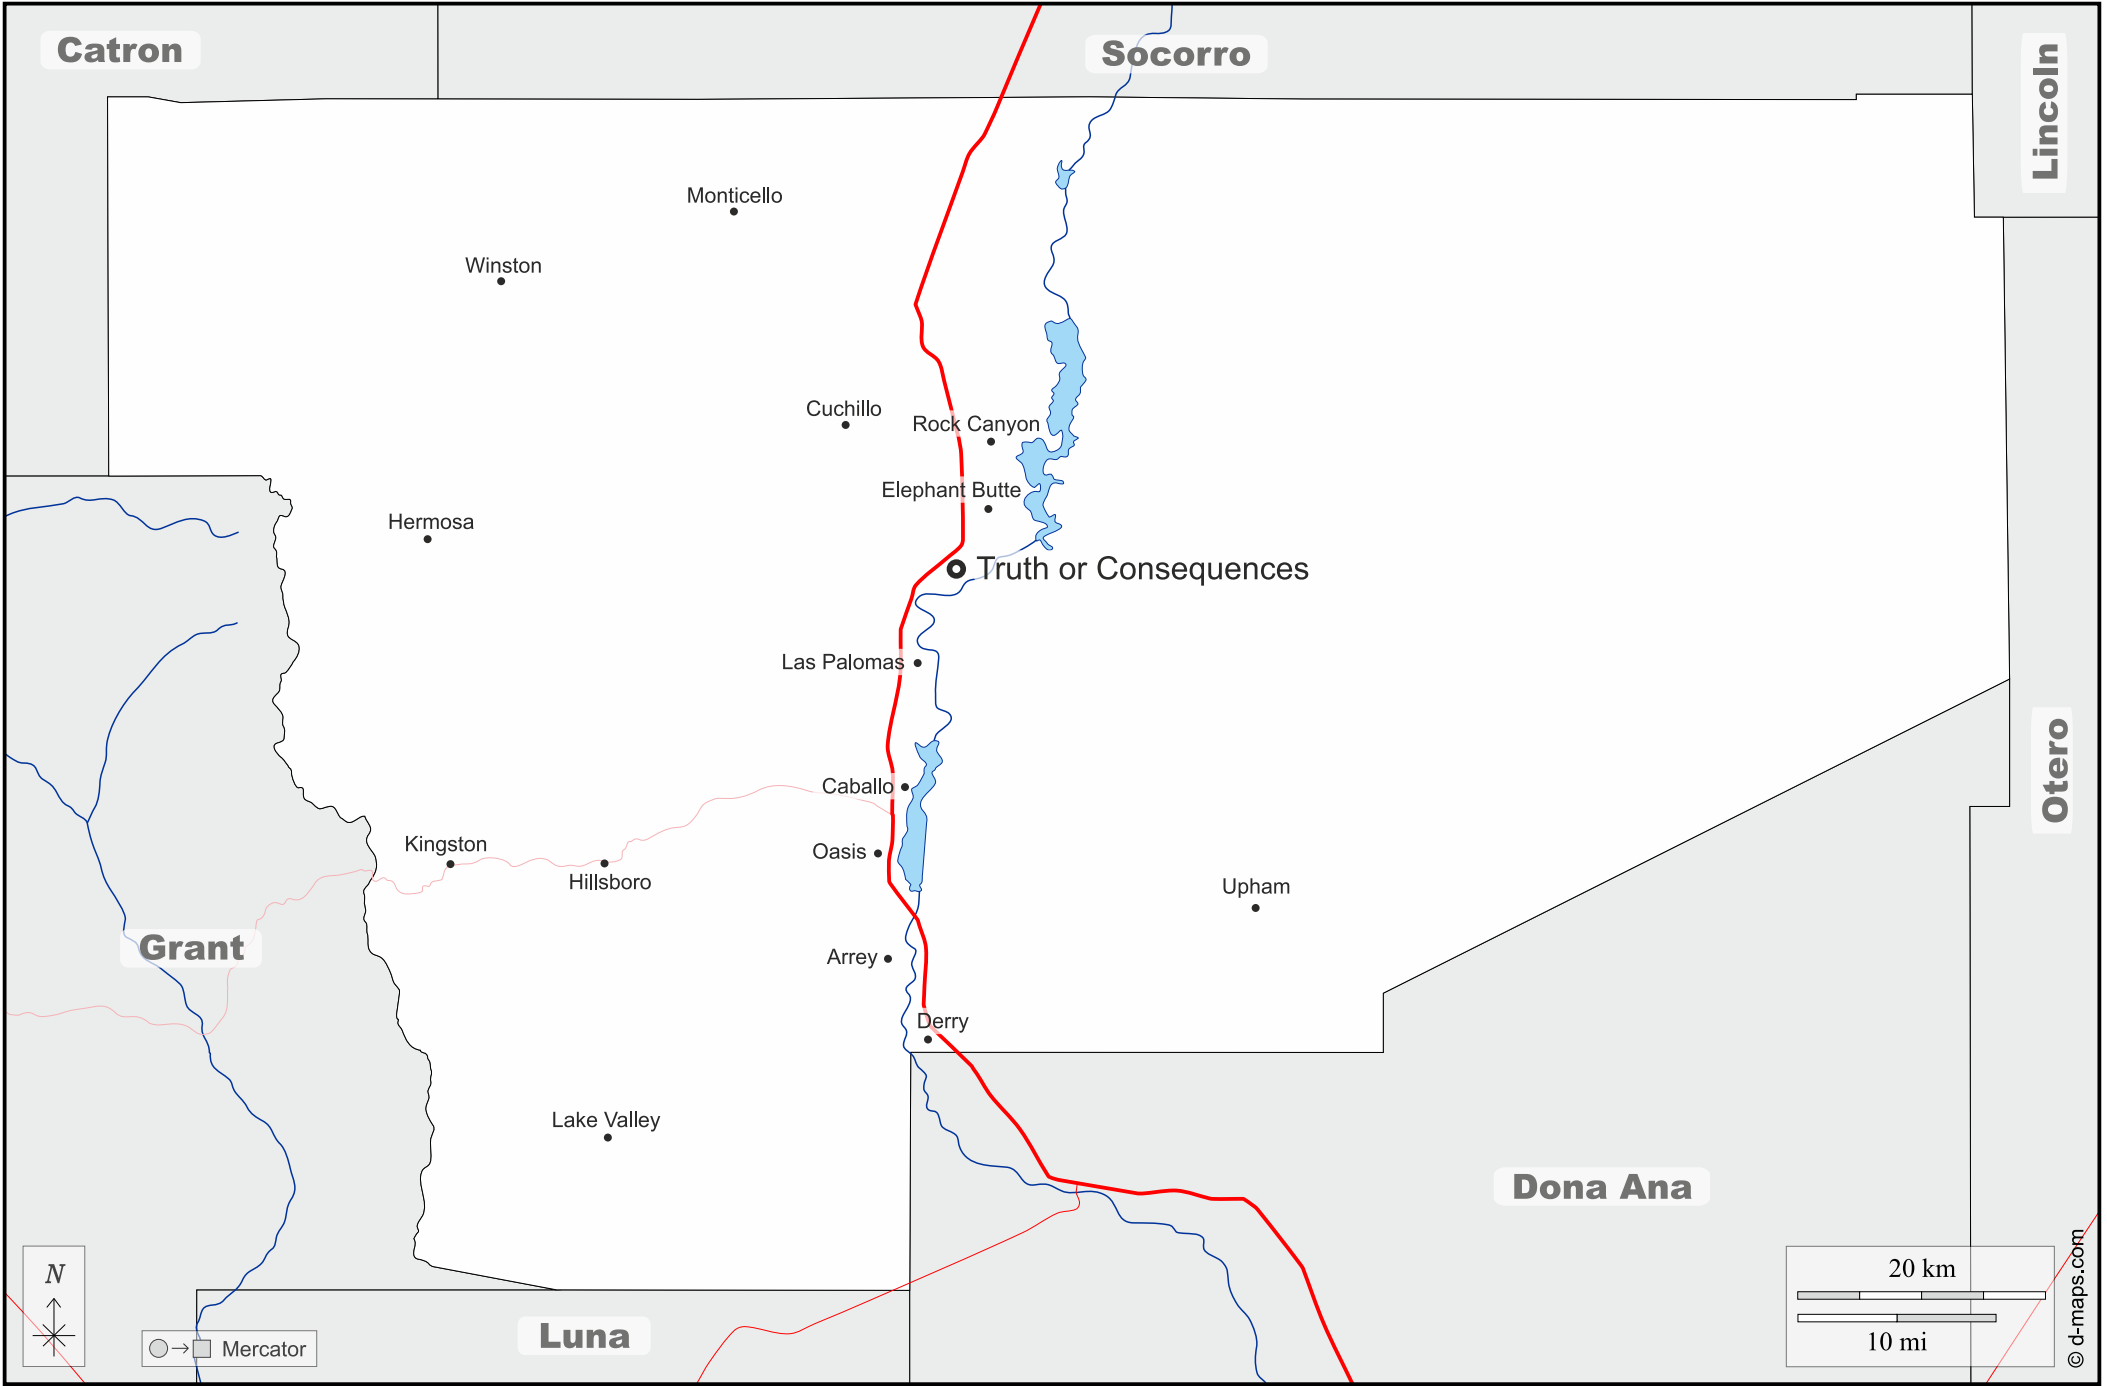 Catron
Socorro
Lincoln
Monticello
Winston
Cuchillo
Rock Canyon
Elephant Butte
Hermosa
Truth or Consequences
Las Palomas
Otero
Caballo
Kingston
Oasis
Hillsboro
Upham
Grant
Arrey
Derry
Lake Valley
Dona Ana
N
20 km
10 mi
Luna
Mercator
© d-maps.com